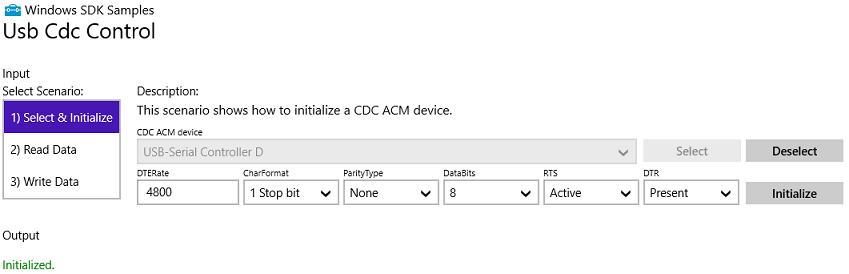 Windows SDK Samples
Usb Cdc Control
Input
Select Scenario:
1) Select & Initialize
2) Read Data
3) Write Data
Description:
This scenario shows how to initialize a CDC ACM device.
CDC ACM device
USB-Serial Controller D
Select
Deselect
DTERate CharFormat ParityType DataBits RTS DTR
4800 1 Stop bit None 8 Active Present Initialize
Output
Initialized.